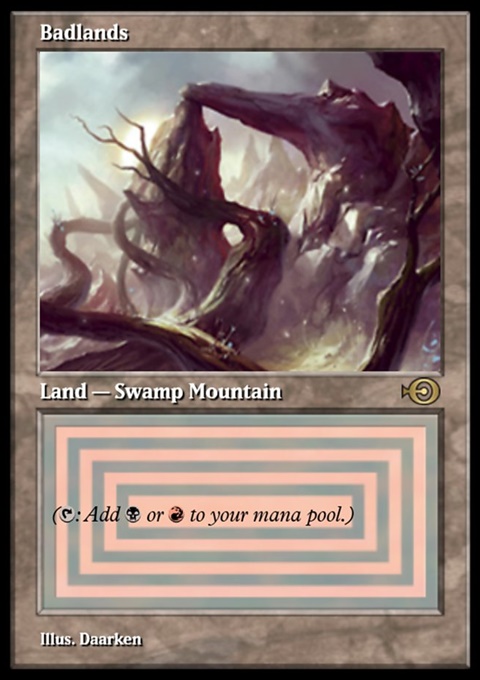 Badlands
Land — Swamp Mountain
(T: Add B or R to your mana pool.)
Illus. Daarken